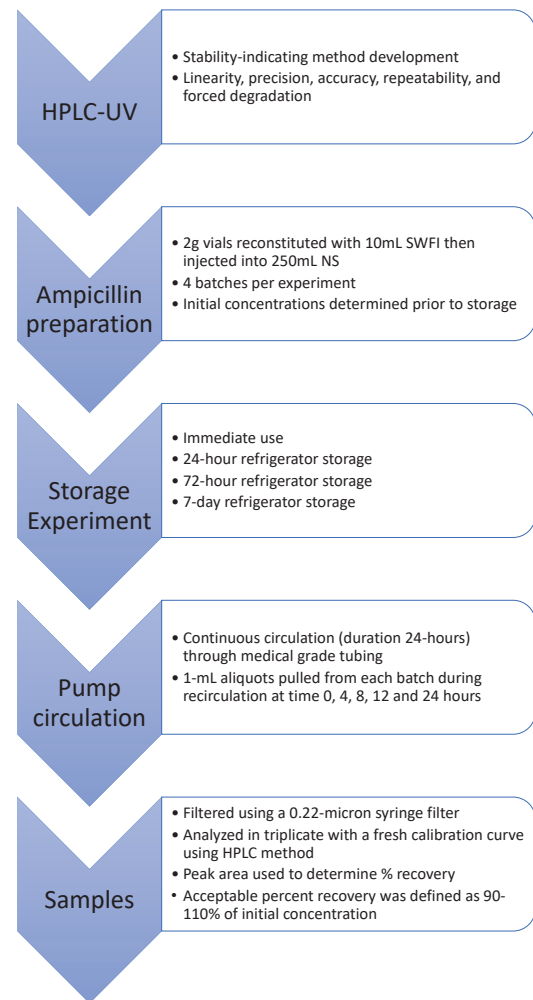 HPLC-UV
• Stability-indicating method development
• Linearity, precision, accuracy, repeatability, and
forced degradation
Ampicillin
preparation
• 2g vials reconstituted with 10mL SWFI then
injected into 250mL NS
• 4 batches per experiment
• Initial concentrations determined prior to storage
Storage
Experiment
• Immediate use
• 24-hour refrigerator storage
• 72-hour refrigerator storage
• 7-day refrigerator storage
Pump
circulation
• Continuous circulation (duration 24-hours)
through medical grade tubing
• 1-mL aliquots pulled from each batch during
recirculation at time 0, 4, 8, 12 and 24 hours
Samples
• Filtered using a 0.22-micron syringe filter
• Analyzed in triplicate with a fresh calibration curve
using HPLC method
• Peak area used to determine % recovery
• Acceptable percent recovery was defined as 90-
110% of initial concentration